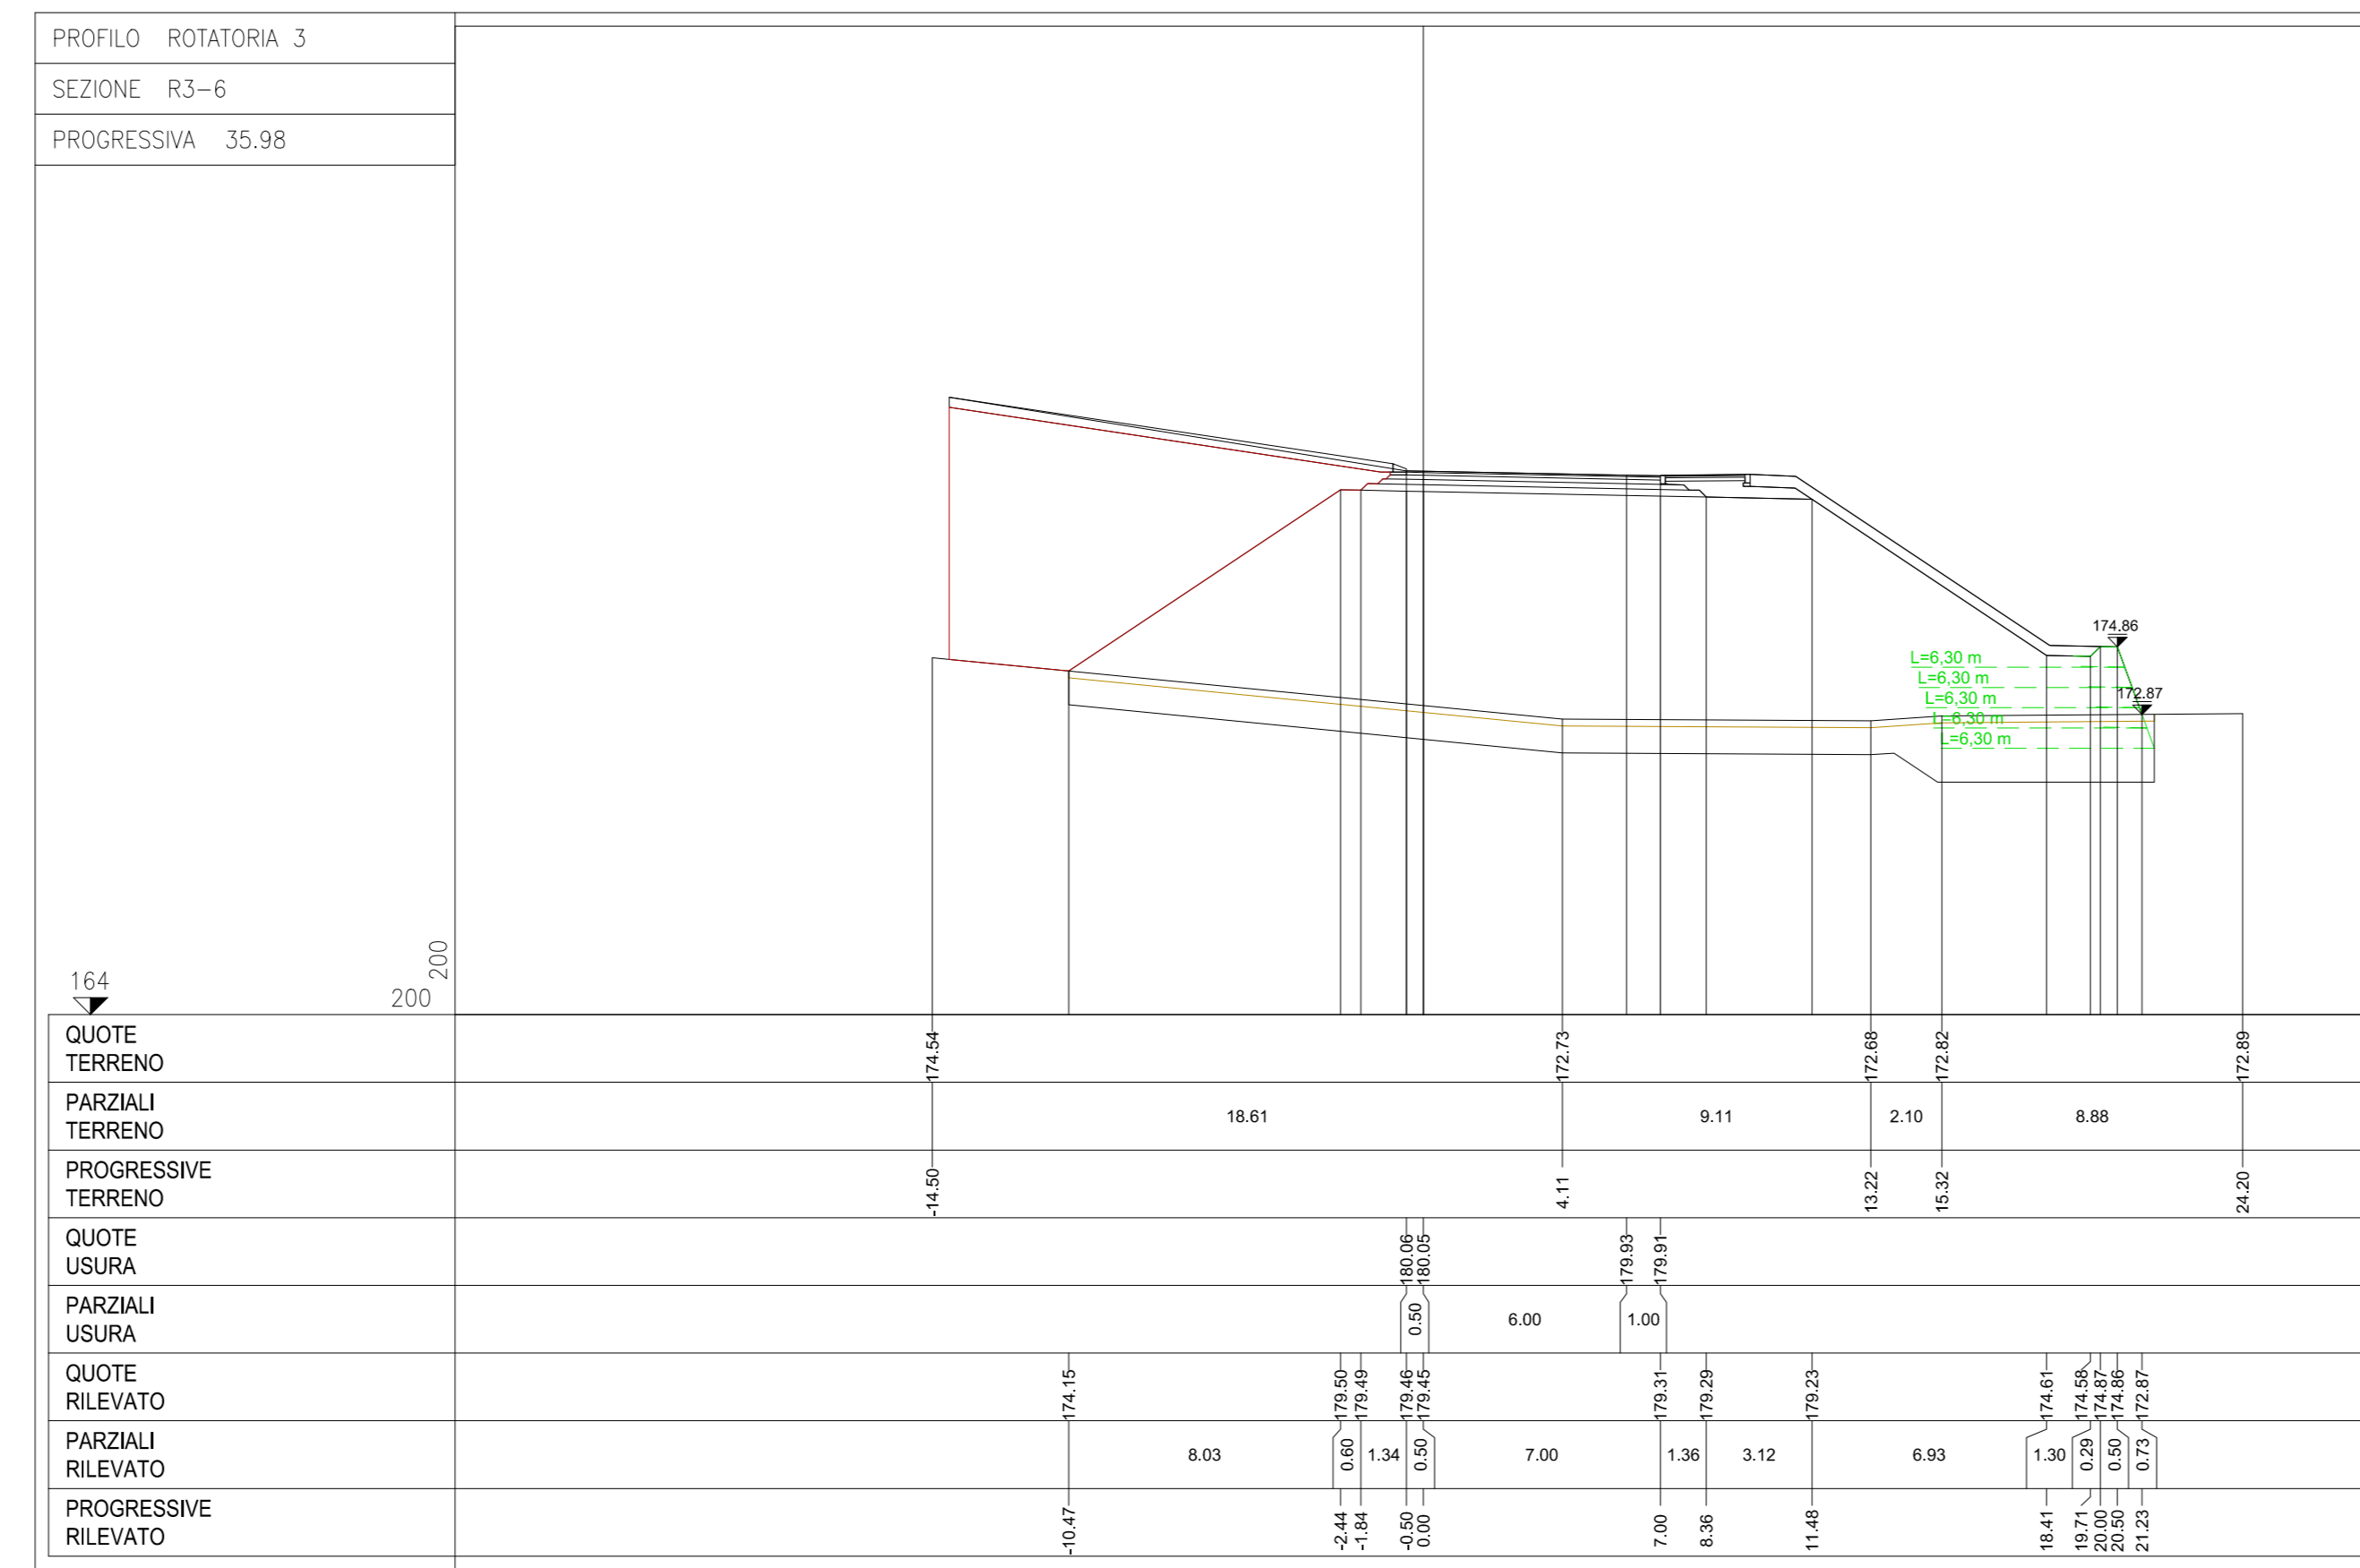 PROFILO ROTATORIA 3
SEZIONE R3-6
PROGRESSIVA 35.98
174.86
L=6,30 m
L=6,30 m
172.87
L=6,30 m
L=6,30 m
L=6,30 m
164
200
200
QUOTE
TERRENO
174.54 172.73 172.68 172.82 172.89
PARZIALI
TERRENO
18.61 9.11 2.10 8.88
PROGRESSIVE
TERRENO
-14.50 4.11 13.22 15.32 24.20
QUOTE
USURA
180.06 180.05 179.93 179.91
PARZIALI
USURA
0.50 6.00 1.00
QUOTE
RILEVATO
174.15 179.50 179.49 179.46 179.45 179.31 179.29 179.23 174.61 174.58 174.87 174.86 172.87
PARZIALI
RILEVATO
8.03 0.60 1.34 0.50 7.00 1.36 3.12 6.93 1.30 0.29 0.50 0.73
PROGRESSIVE
RILEVATO
-10.47 -2.44 -1.84 -0.50 0.00 7.00 8.36 11.48 18.41 19.71 20.00 20.50 21.23